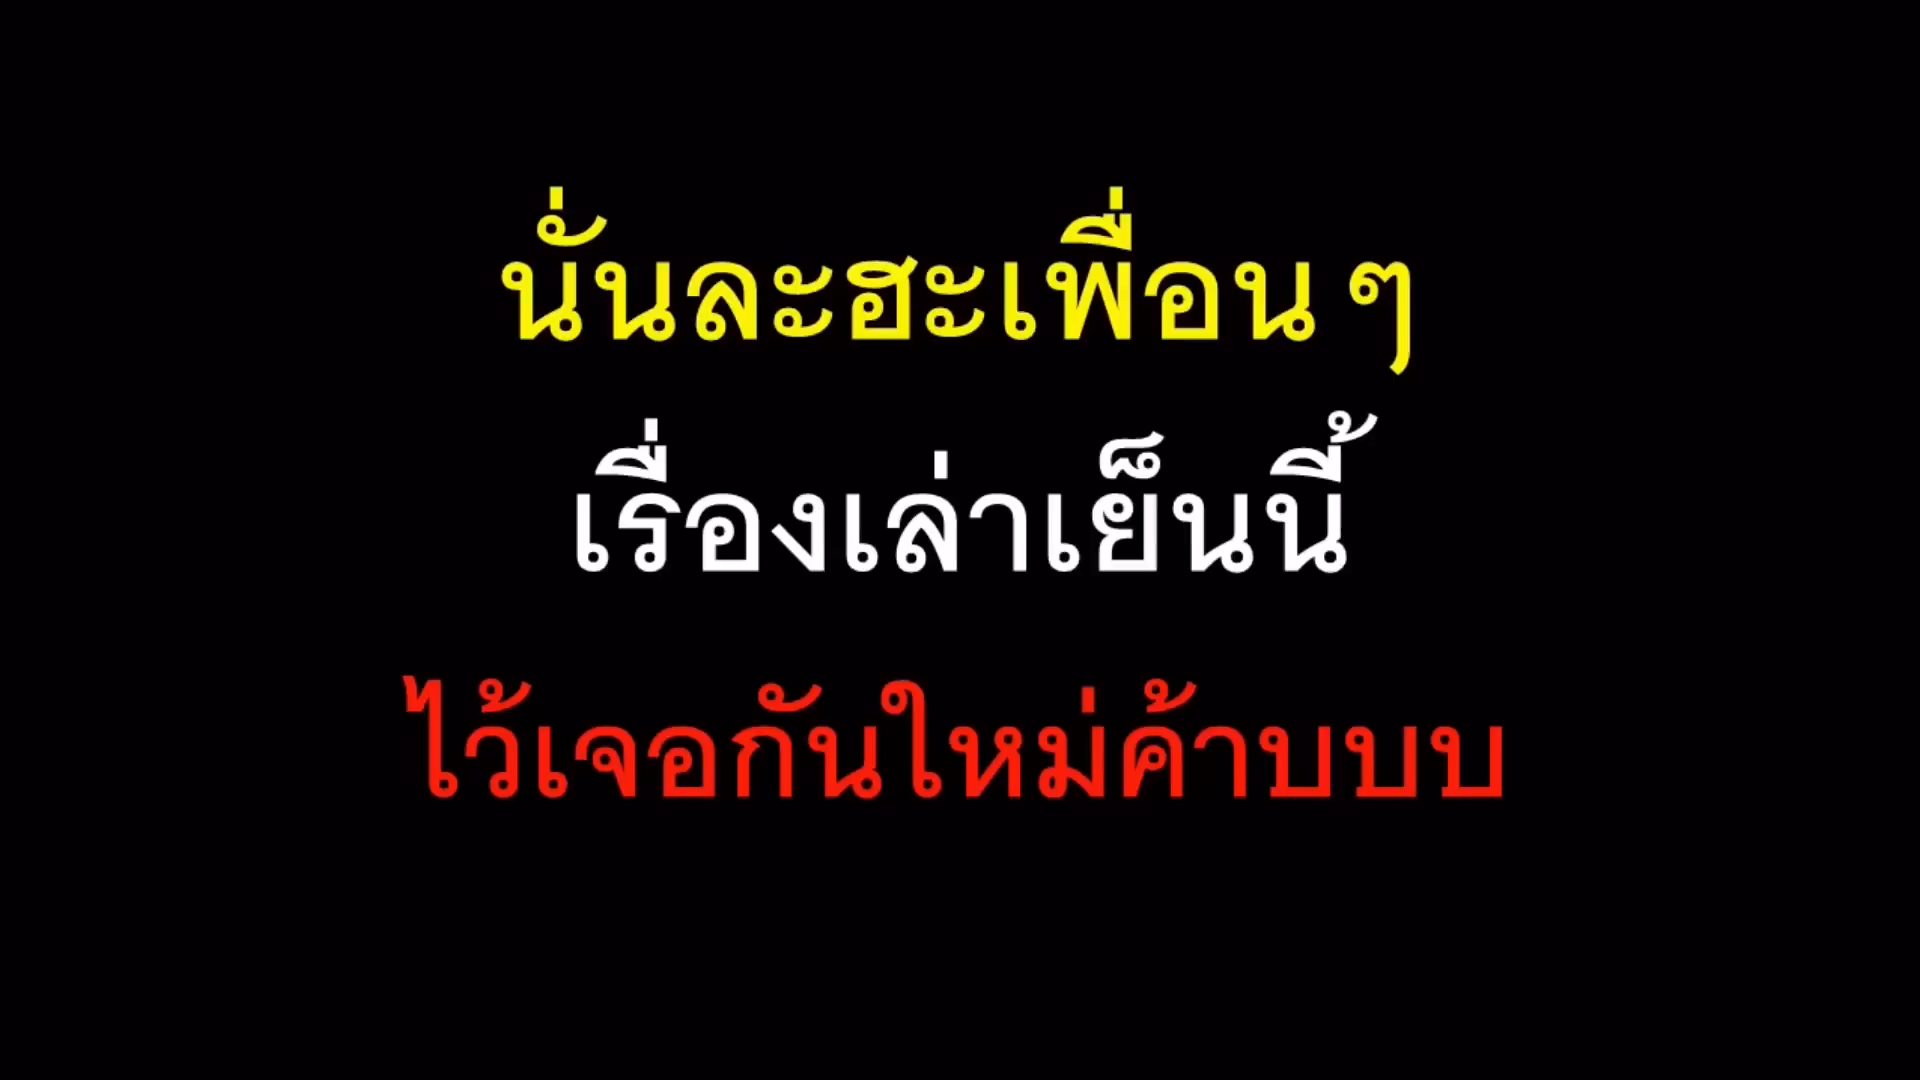 นั่นละฮะเพื่อน ๆ
เรื่องเล่าเย็นนี้
ไว้เจอกันใหม่ค้าบบบ